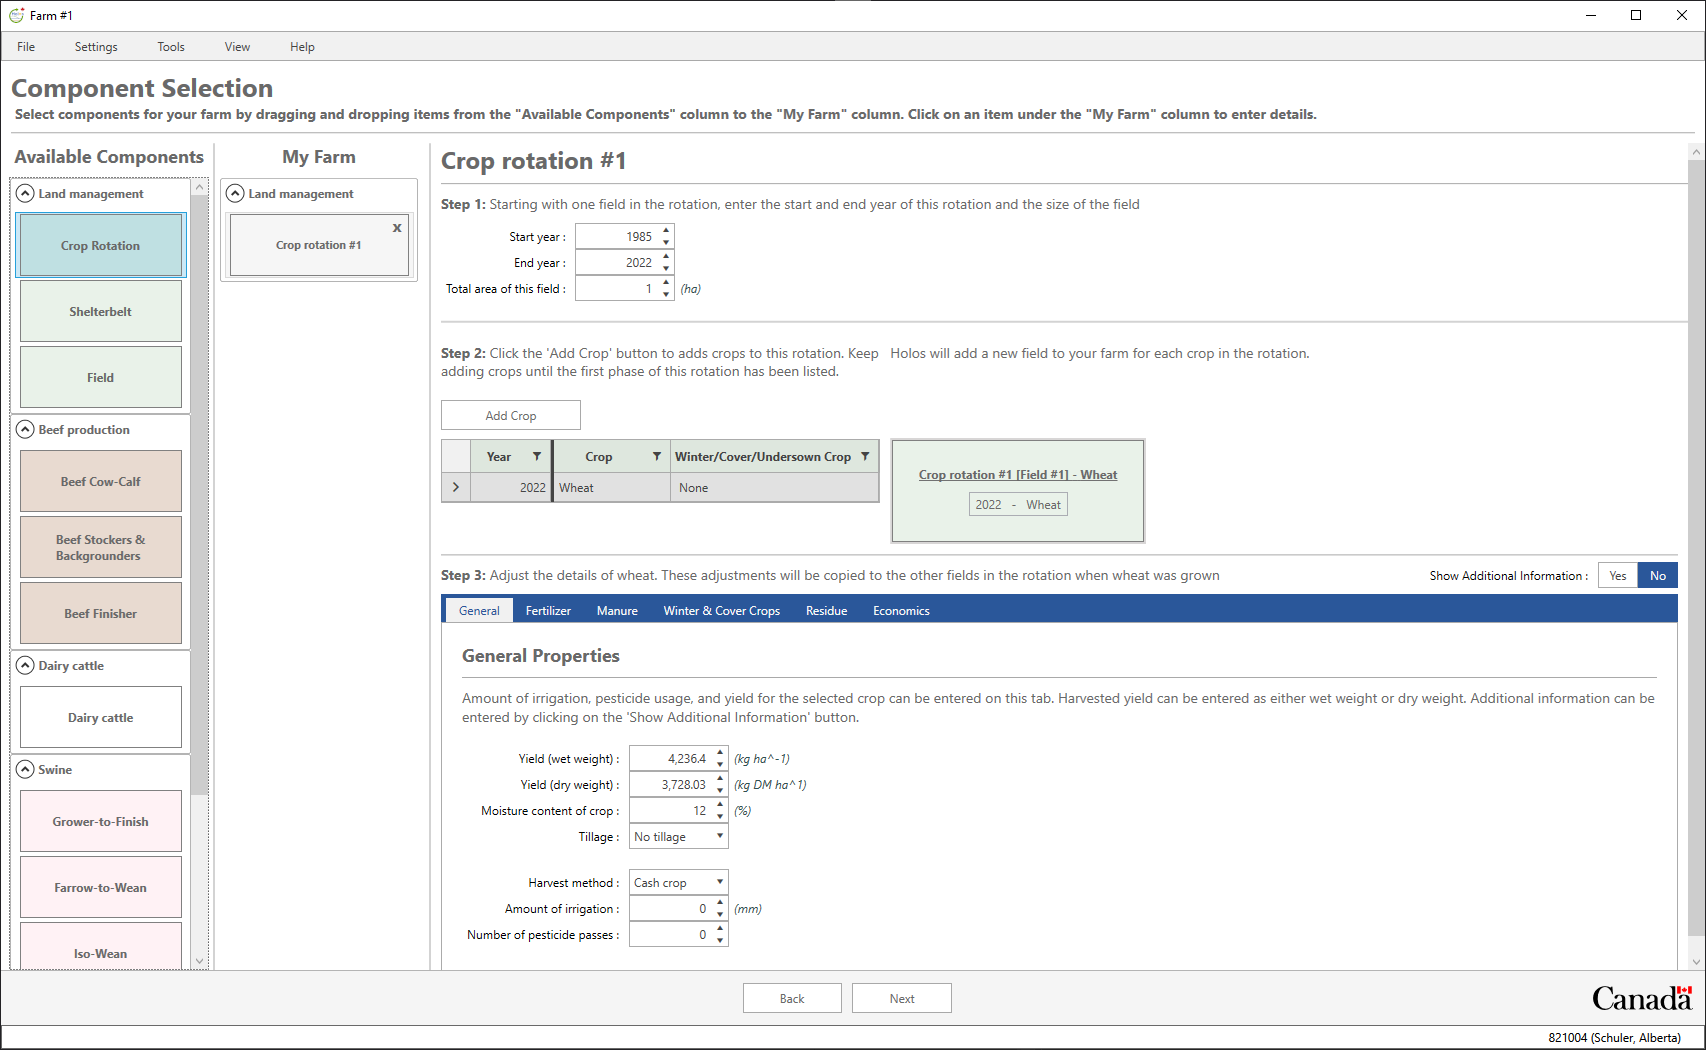 Farm #1
File
Settings
Tools
View
Help
Component Selection
Select components for your farm by dragging and dropping items from the "Available Components" column to the "My Farm" column. Click on an item under the "My Farm" column to enter details.
Available Components
Land management
Crop Rotation
Shelterbelt
Field
Beef production
Beef Cow-Calf
Beef Stockers &
Backgrounders
Beef Finisher
Dairy cattle
Dairy cattle
Swine
Grower-to-Finish
Farrow-to-Wean
Iso-Wean
My Farm
Land management
x
Crop rotation #1
Crop rotation #1
Step 1: Starting with one field in the rotation, enter the start and end year of this rotation and the size of the field
Start year : 1985
End year : 2022
Total area of this field : 1 (ha)
Step 2: Click the 'Add Crop' button to adds crops to this rotation. Keep
adding crops until the first phase of this rotation has been listed.
Holos will add a new field to your farm for each crop in the rotation.
Add Crop
Year Crop Winter/Cover/Undersown Crop
2022 Wheat None
Crop rotation #1 [Field #1] - Wheat
2022 - Wheat
Step 3: Adjust the details of wheat. These adjustments will be copied to the other fields in the rotation when wheat was grown
Show Additional Information : Yes No
General Fertilizer Manure Winter & Cover Crops Residue Economics
General Properties
Amount of irrigation, pesticide usage, and yield for the selected crop can be entered on this tab. Harvested yield can be entered as either wet weight or dry weight. Additional information can be
entered by clicking on the 'Show Additional Information' button.
Yield (wet weight) : 4,236.4 (kg ha^-1)
Yield (dry weight) : 3,728.03 (kg DM ha^1)
Moisture content of crop : 12 (%)
Tillage : No tillage
Harvest method : Cash crop
Amount of irrigation : 0 (mm)
Number of pesticide passes : 0
Back
Next
Canada
821004 (Schuler, Alberta)